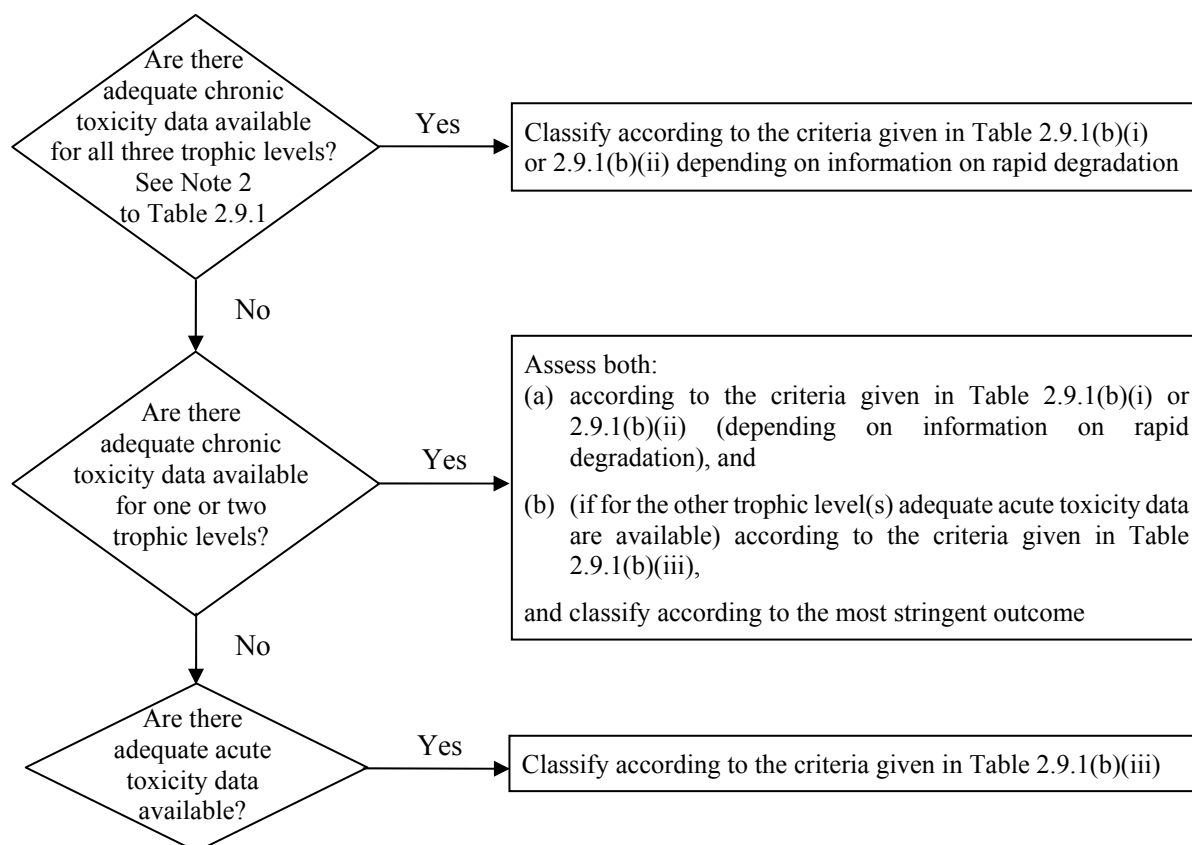 Are there
adequate chronic
toxicity data available
for all three trophic levels?
See Note 2
to Table 2.9.1
Yes
Classify according to the criteria given in Table 2.9.1(b)(i)
or 2.9.1(b)(ii) depending on information on rapid degradation
No
Are there
adequate chronic
toxicity data available
for one or two
trophic levels?
Yes
Assess both:
(a) according to the criteria given in Table 2.9.1(b)(i) or
2.9.1(b)(ii) (depending on information on rapid
degradation), and
(b) (if for the other trophic level(s) adequate acute toxicity data
are available) according to the criteria given in Table
2.9.1(b)(iii),
and classify according to the most stringent outcome
No
Are there
adequate acute
toxicity data
available?
Yes
Classify according to the criteria given in Table 2.9.1(b)(iii)